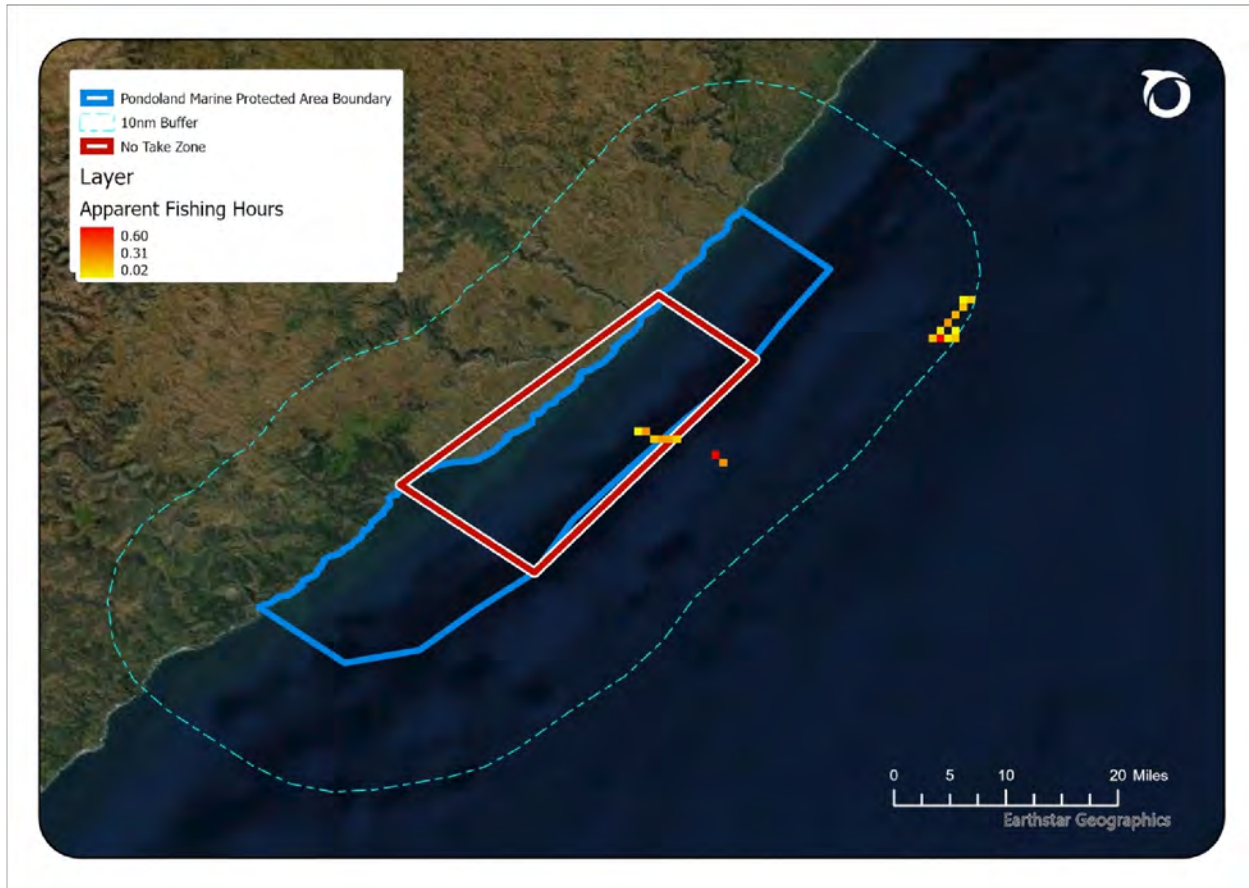 Pondoland Marine Protected Area Boundary
10nm Buffer
No Take Zone
Layer
Apparent Fishing Hours
0.60
0.31
0.02
0 5 10 20 Miles
Earthstar Geographics